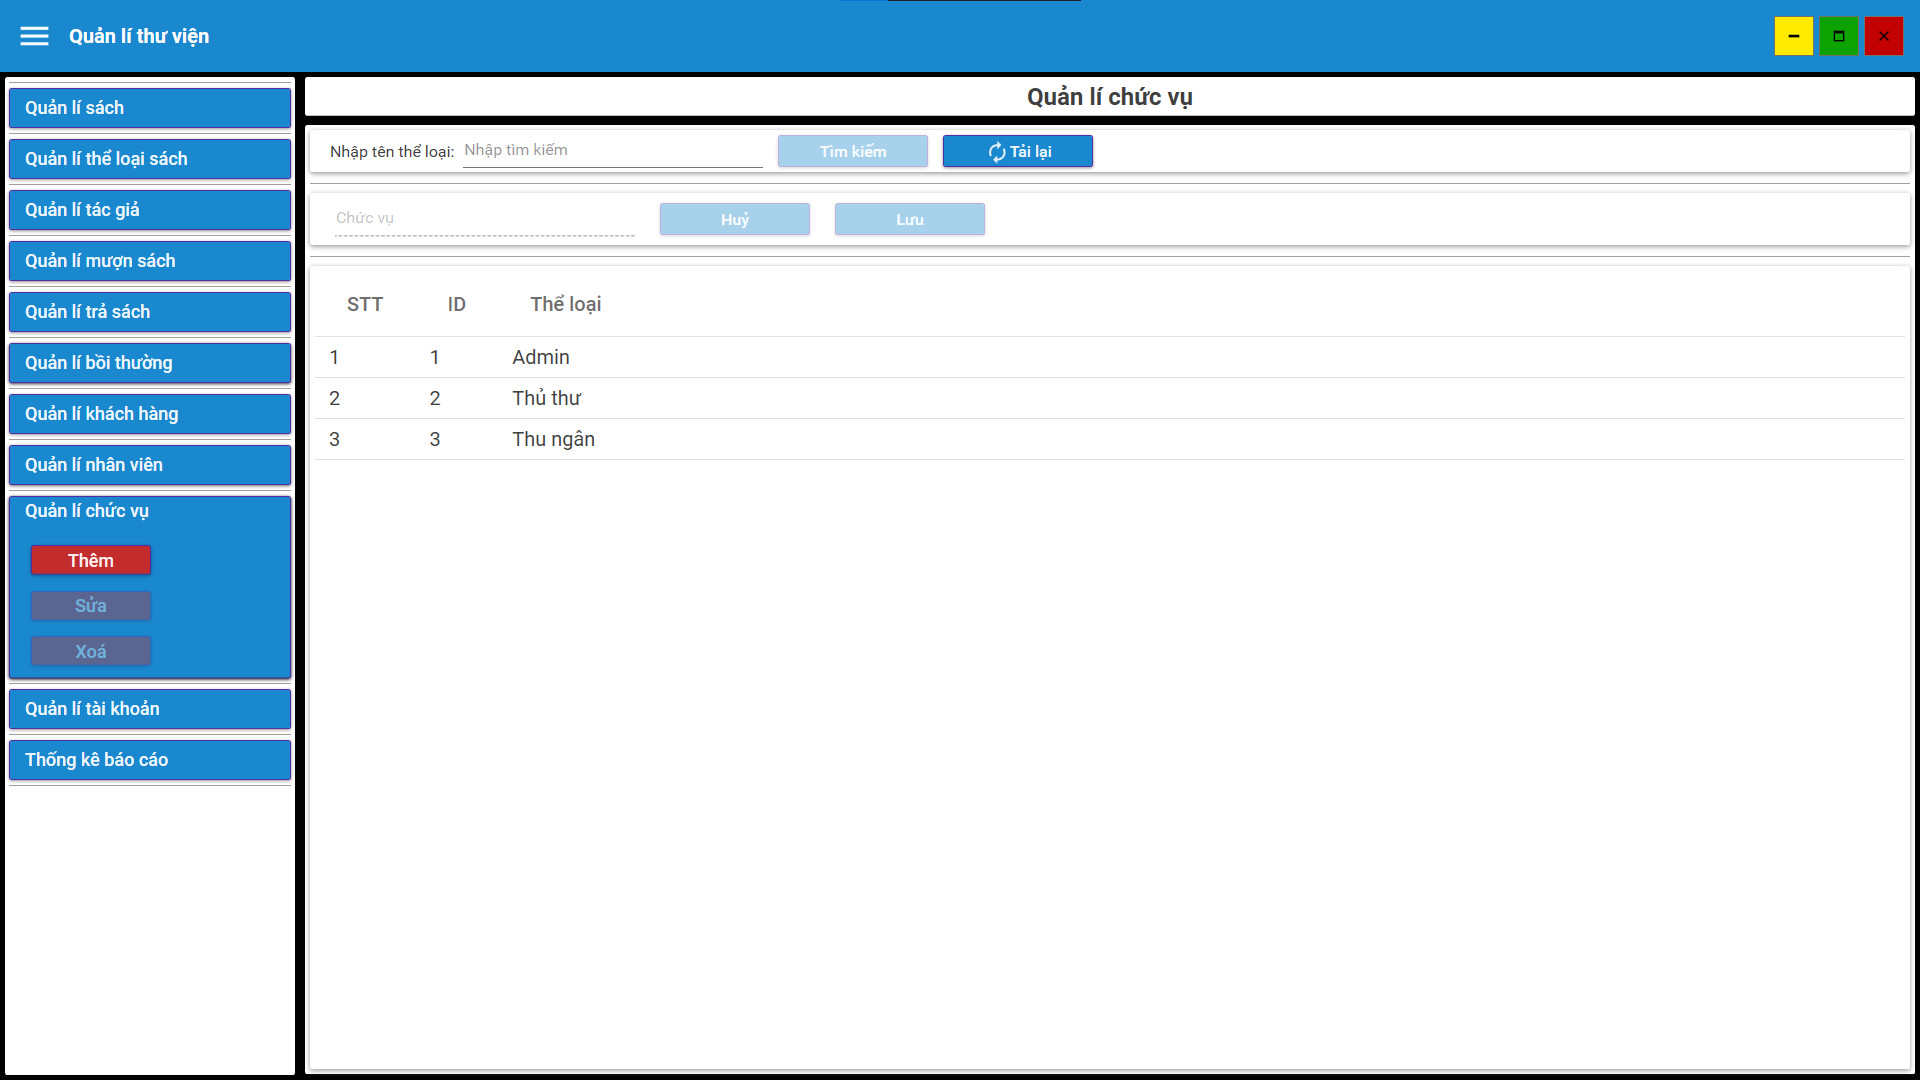 Quản lí thư viện
Quản lí sách
Quản lí thể loại sách
Quản lí tác giả
Quản lí mượn sách
Quản lí trả sách
Quản lí bồi thường
Quản lí khách hàng
Quản lí nhân viên
Quản lí chức vụ
Thêm
Sửa
Xoá
Quản lí tài khoản
Thống kê báo cáo
Quản lí chức vụ
Nhập tên thể loại: Nhập tìm kiếm Tìm kiếm Tải lại
Chức vụ Huỷ Lưu
STT ID Thể loại
1 1 Admin
2 2 Thủ thư
3 3 Thu ngân